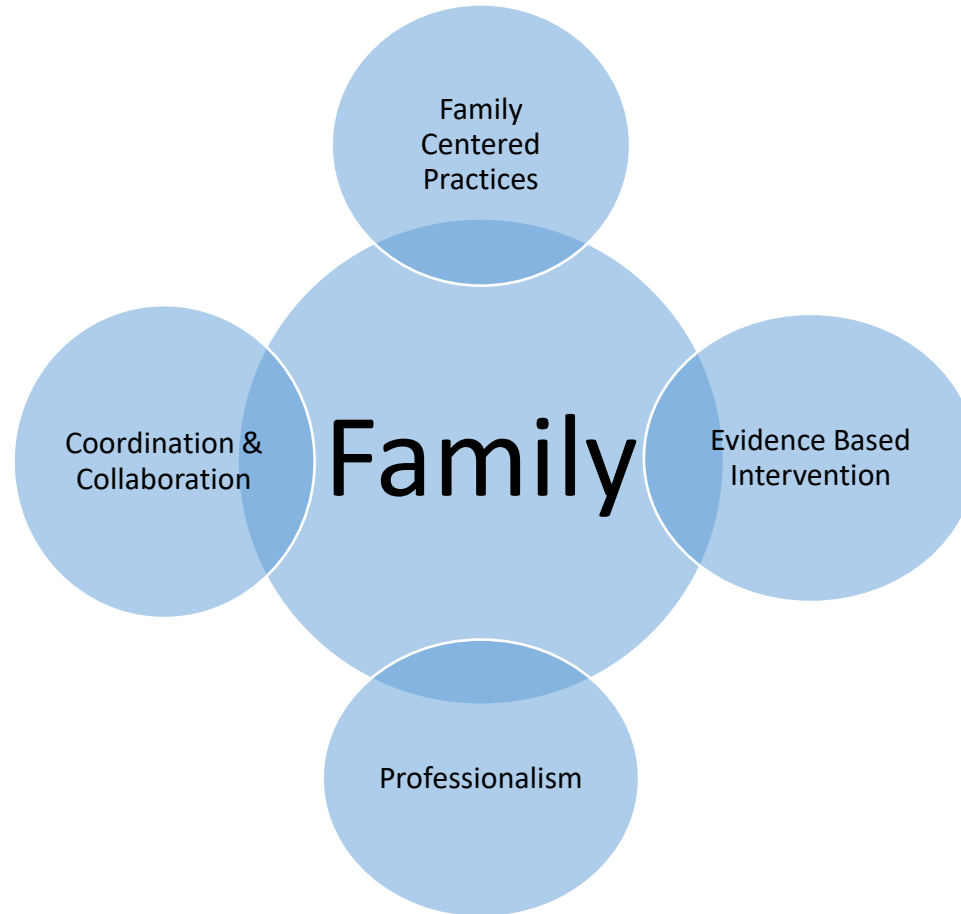 Family
Centered
Practices
Coordination &
Collaboration
Family
Evidence Based
Intervention
Professionalism